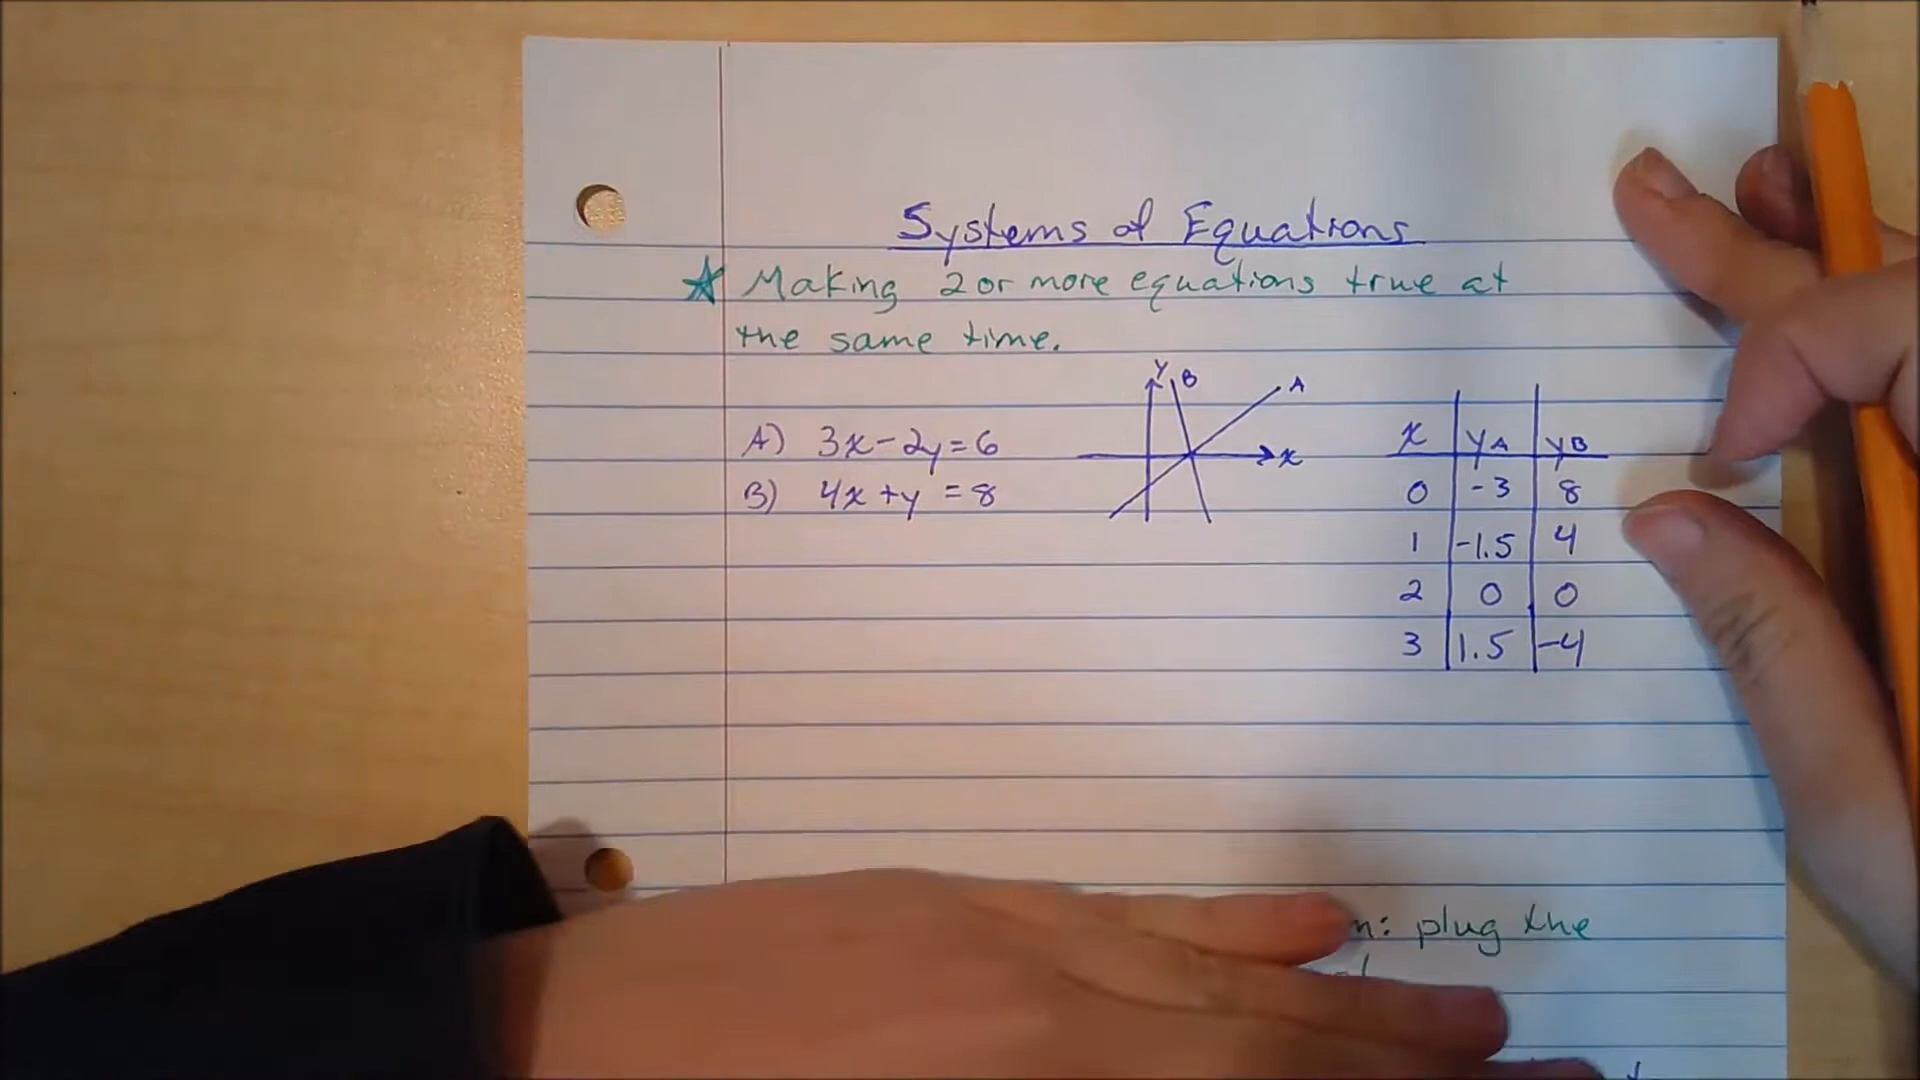 Systems of Equations
Making 2 or more equations true at
the same time.
A) 3x-2y=6
B) 4x+y=8
Y B A
x
x yA yB
0 -3 8
1 -1.5 4
2 0 0
3 1.5 -4
plug the